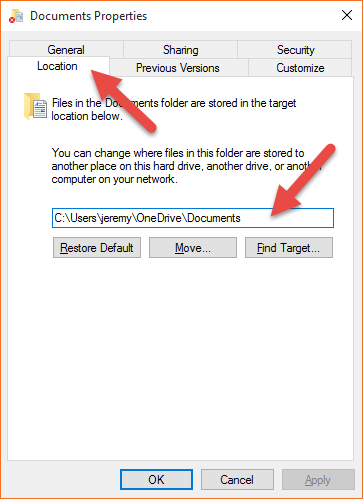 Documents Properties
General Sharing Security
Location Previous Versions Customize
Files in the Documents folder are stored in the target
location below.
You can change where files in this folder are stored to
another place on this hard drive, another drive, or another
computer on your network.
C:\Users\jeremy\OneDrive\Documents
Restore Default Move... Find Target...
OK Cancel Apply